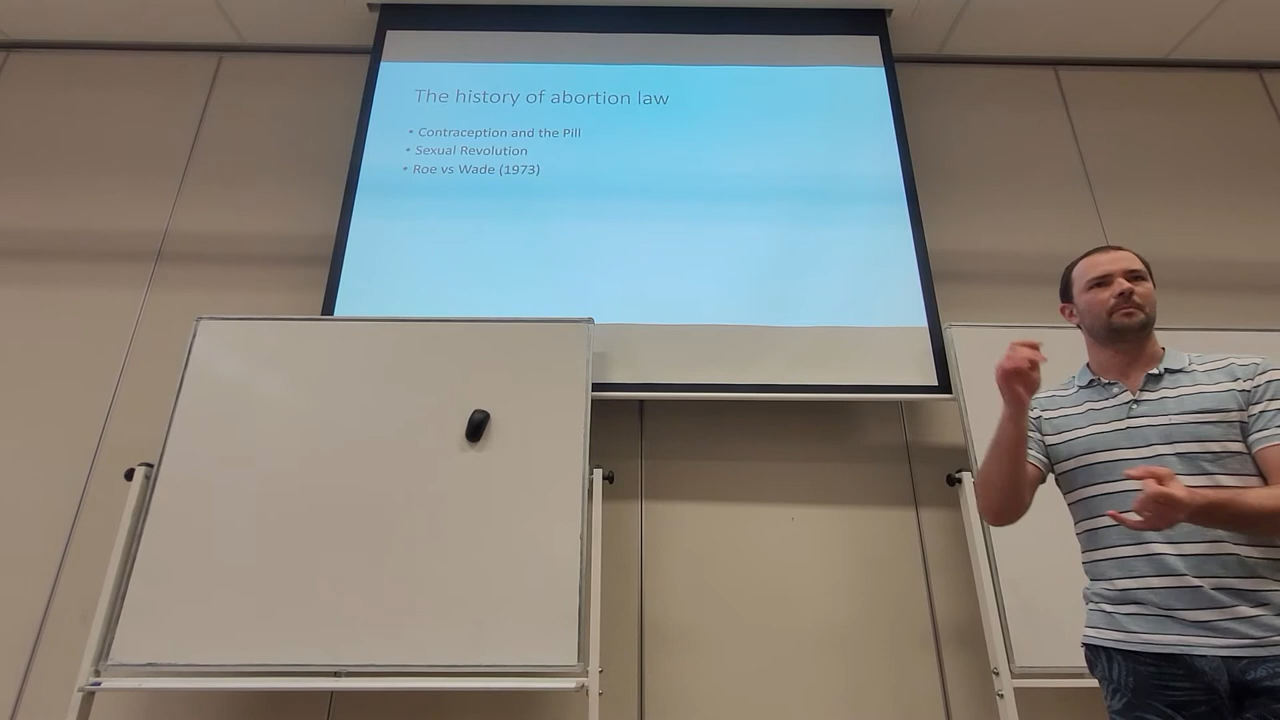 The history of abortion law
• Contraception and the Pill
• Sexual Revolution
• Roe vs Wade (1973)